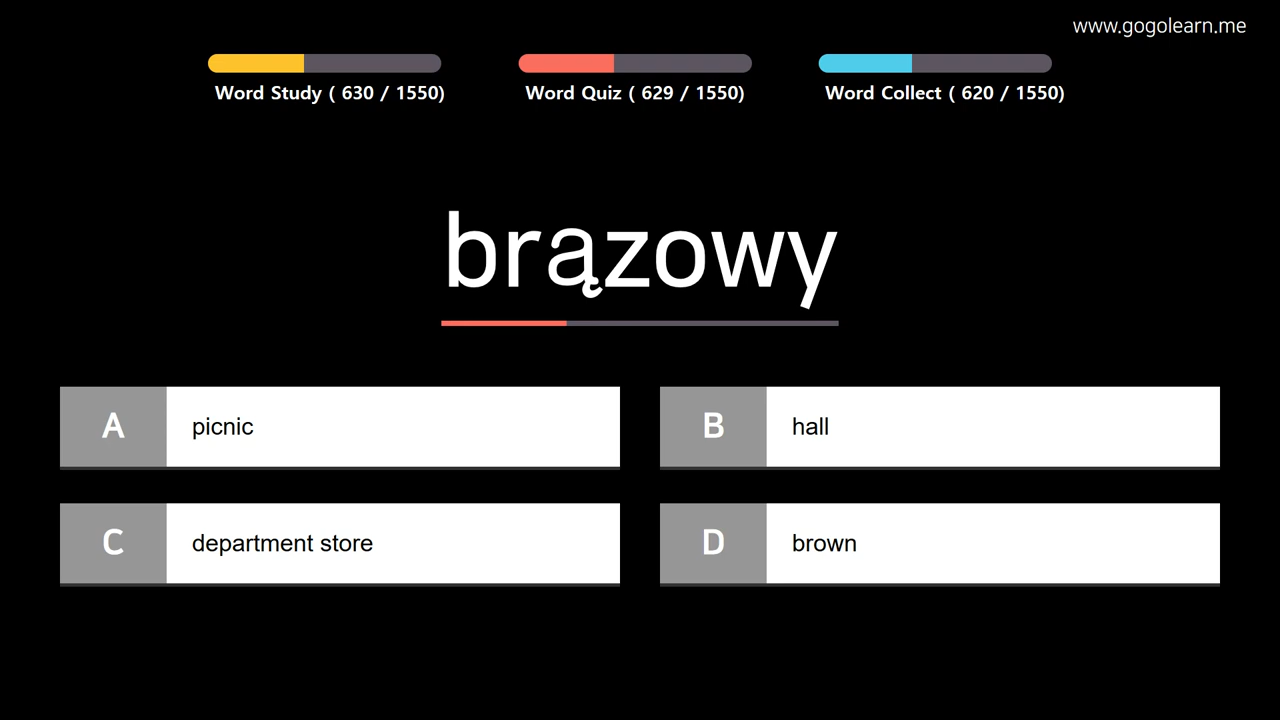 www.gogolearn.me
Word Study ( 630 / 1550)
Word Quiz ( 629 / 1550)
Word Collect ( 620 / 1550)
brązowy
A
picnic
B
hall
C
department store
D
brown